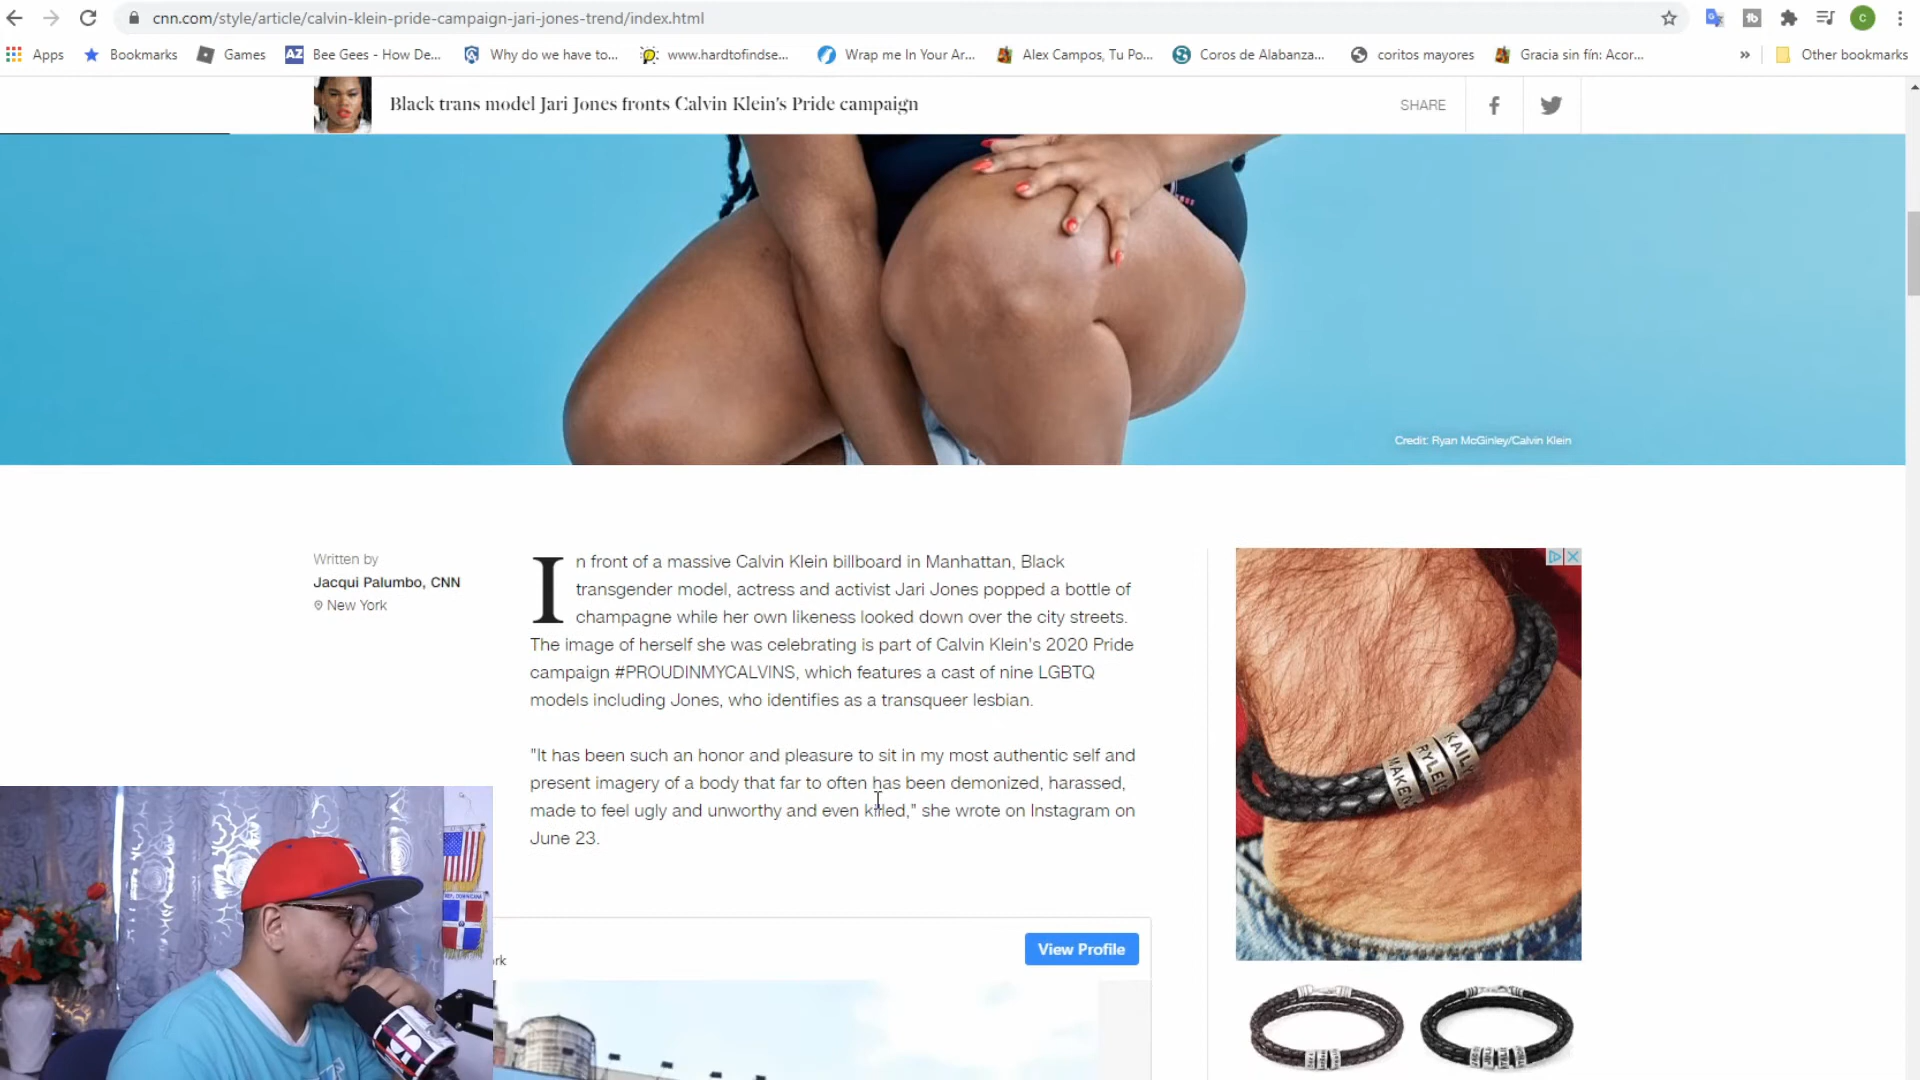 cnn.com/style/article/calvin-klein-pride-campaign-jari-jones-trend/index.html
C
Apps
Bookmarks
Games
AZ
Bee Gees - How De...
Why do we have to...
www.hardtofindse...
Wrap me In Your Ar...
Alex Campos, Tu Po...
Coros de Alabanza...
coritos mayores
Gracia sin fín: Acor...
»
Other bookmarks
Black trans model Jari Jones fronts Calvin Klein's Pride campaign
SHARE
Credit: Ryan McGinley/Calvin Klein
Written by
Jacqui Palumbo, CNN
New York
In front of a massive Calvin Klein billboard in Manhattan, Black
transgender model, actress and activist Jari Jones popped a bottle of
champagne while her own likeness looked down over the city streets.
The image of herself she was celebrating is part of Calvin Klein's 2020 Pride
campaign #PROUDINMYCALVINS, which features a cast of nine LGBTQ
models including Jones, who identifies as a transqueer lesbian.
"It has been such an honor and pleasure to sit in my most authentic self and
present imagery of a body that far to often has been demonized, harassed,
made to feel ugly and unworthy and even killed," she wrote on Instagram on
June 23.
MAKEN
RYLEIG
KAILY
rk
View Profile